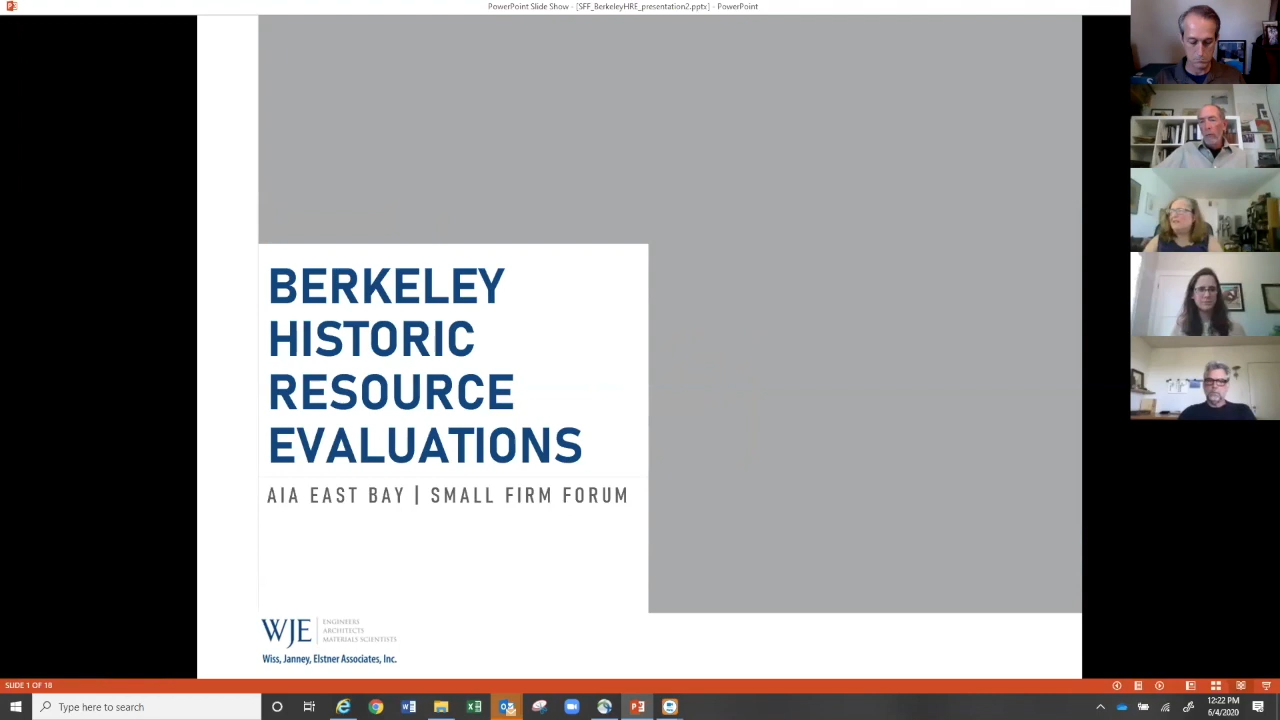 PowerPoint Slide Show - [SFF_BerkeleyHRE_presentation2.pptx] - PowerPoint
BERKELEY
HISTORIC
RESOURCE
EVALUATIONS
AIA EAST BAY | SMALL FIRM FORUM
WJE
ENGINEERS
ARCHITECTS
MATERIALS SCIENTISTS
Wiss, Janney, Elstner Associates, Inc.
SLIDE 1 OF 18
Type here to search
12:22 PM
6/4/2020